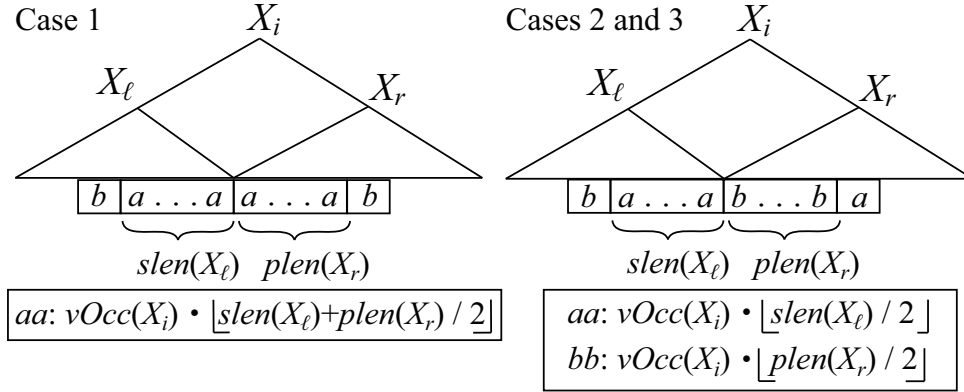 Case 1
X_i
X_ℓ
X_r
b a . . . a a . . . a b
slen(X_ℓ) plen(X_r)
aa: vOcc(X_i) • ⌊slen(X_ℓ)+plen(X_r) / 2⌋
Cases 2 and 3
X_i
X_ℓ
X_r
b a . . . a b . . . b a
slen(X_ℓ) plen(X_r)
aa: vOcc(X_i) • ⌊slen(X_ℓ) / 2⌋
bb: vOcc(X_i) • ⌊plen(X_r) / 2⌋